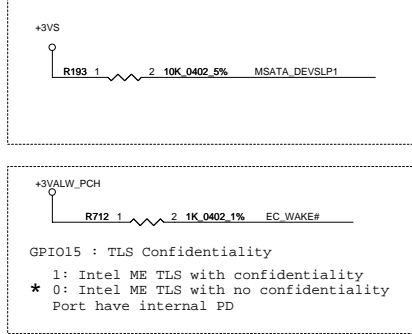 +3VS
R193 1 2 10K_0402_5% MSATA_DEVSLP1
+3VALW_PCH
R712 1 2 1K_0402_1% EC_WAKE#
GPIO15 : TLS Confidentiality
1: Intel ME TLS with confidentiality
* 0: Intel ME TLS with no confidentiality
Port have internal PD